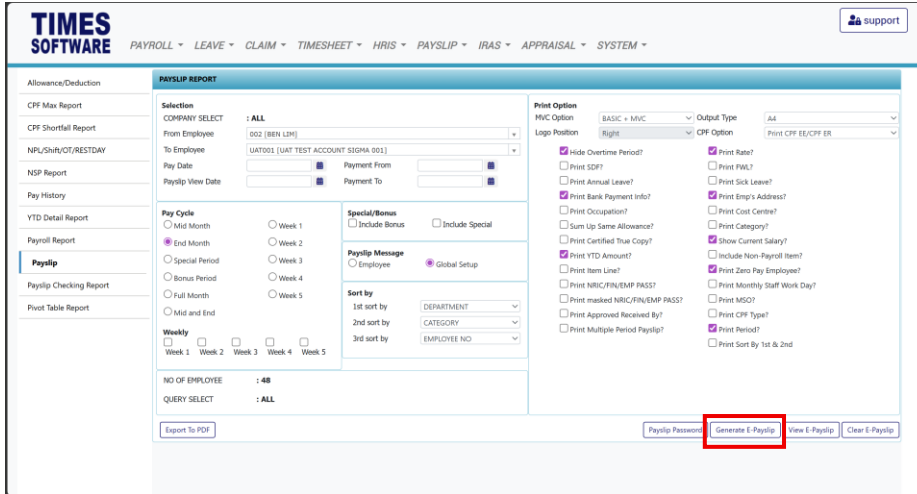 TIMES
SOFTWARE
PAYROLL LEAVE CLAIM TIMESHEET HRIS PAYSLIP IRAS APPRAISAL SYSTEM
support
Allowance/Deduction
CPF Max Report
CPF Shortfall Report
NPL/Shift/OT/RESTDAY
NSP Report
Pay History
YTD Detail Report
Payroll Report
Payslip
Payslip Checking Report
Pivot Table Report
PAYSLIP REPORT
Selection
COMPANY SELECT : ALL
From Employee 002 [BEN LIM]
To Employee UAT001 [UAT TEST ACCOUNT SIGMA 001]
Pay Date Payment From
Payslip View Date Payment To
Pay Cycle
Mid Month Week 1
End Month Week 2
Special Period Week 3
Bonus Period Week 4
Full Month Week 5
Mid and End
Weekly
Week 1 Week 2 Week 3 Week 4 Week 5
Special/Bonus
Include Bonus Include Special
Payslip Message
Employee Global Setup
Sort by
1st sort by DEPARTMENT
2nd sort by CATEGORY
3rd sort by EMPLOYEE NO
NO OF EMPLOYEE : 48
QUERY SELECT : ALL
Print Option
MVC Option BASIC + MVC Output Type A4
Logo Position Right CPF Option Print CPF EE/CPF ER
Hide Overtime Period? Print Rate?
Print SDF? Print FWL?
Print Annual Leave? Print Sick Leave?
Print Bank Payment Info? Print Emp's Address?
Print Occupation? Print Cost Centre?
Sum Up Same Allowance? Print Category?
Print Certified True Copy? Show Current Salary?
Print YTD Amount? Include Non-Payroll Item?
Print Item Line? Print Zero Pay Employee?
Print NRIC/FIN/EMP PASS? Print Monthly Staff Work Day?
Print masked NRIC/FIN/EMP PASS? Print MSO?
Print Approved Received By? Print CPF Type?
Print Multiple Period Payslip? Print Period?
Print Sort By 1st & 2nd
Export To PDF Payslip Password Generate E-Payslip View E-Payslip Clear E-Payslip